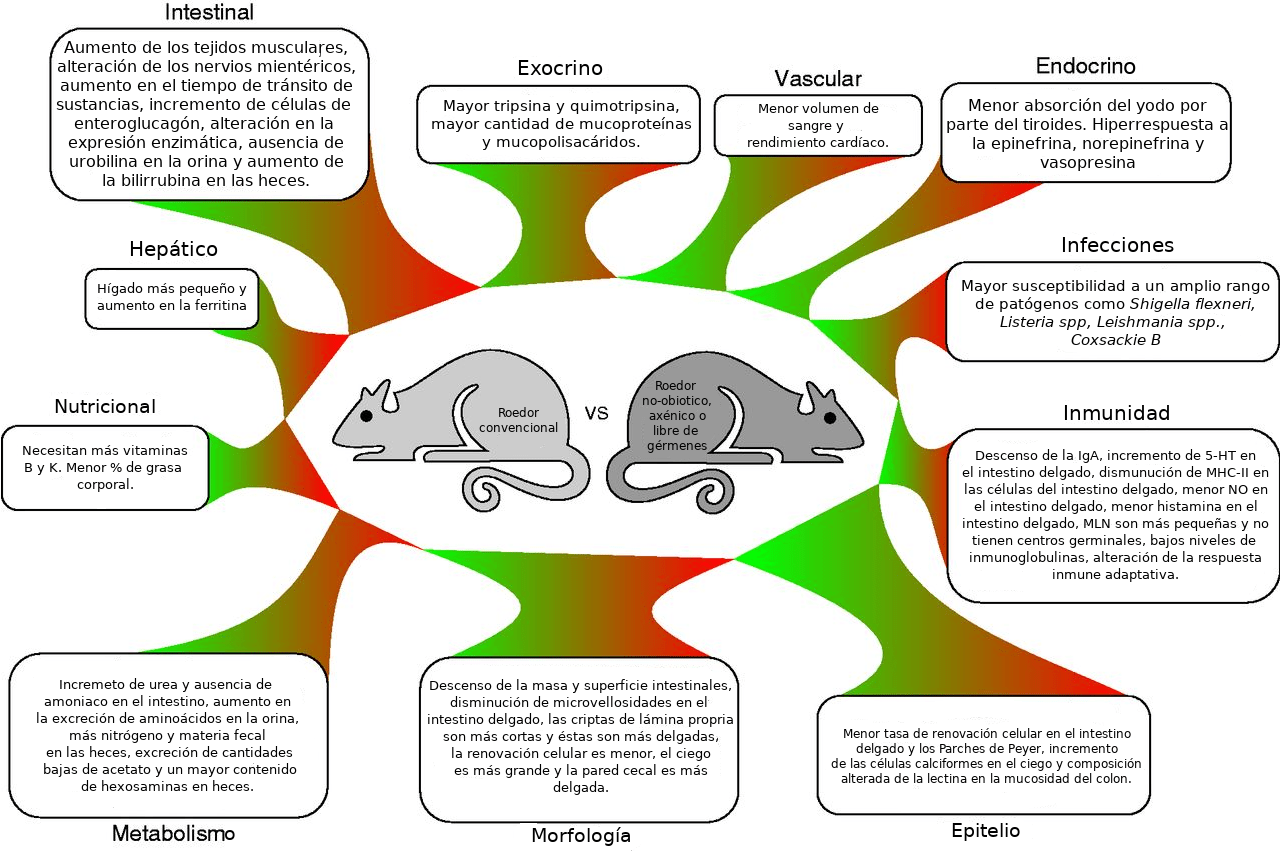 Intestinal
Aumento de los tejidos musculares,
alteración de los nervios mientéricos,
aumento en el tiempo de tránsito de
sustancias, incremento de células de
enteroglucagón, alteración en la
expresión enzimática, ausencia de
urobilina en la orina y aumento de
la bilirrubina en las heces.
Exocrino
Mayor tripsina y quimotripsina,
mayor cantidad de mucoproteínas
y mucopolisacáridos.
Vascular
Menor volumen de
sangre y
rendimiento cardíaco.
Endocrino
Menor absorción del yodo por
parte del tiroides. Hiperrespuesta a
la epinefrina, norepinefrina y
vasopresina
Hepático
Hígado más pequeño y
aumento en la ferritina
Infecciones
Mayor susceptibilidad a un amplio rango
de patógenos como Shigella flexneri,
Listeria spp, Leishmania spp.,
Coxsackie B
Nutricional
Necesitan más vitaminas
B y K. Menor % de grasa
corporal.
Roedor
convencional
VS
Roedor
no-obiotico,
axénico o
libre de
gérmenes
Inmunidad
Descenso de la IgA, incremento de 5-HT en
el intestino delgado, dismunución de MHC-II en
las células del intestino delgado, menor NO en
el intestino delgado, menor histamina en el
intestino delgado, MLN son más pequeñas y no
tienen centros germinales, bajos niveles de
inmunoglobulinas, alteración de la respuesta
inmune adaptativa.
Incremeto de urea y ausencia de
amoniaco en el intestino, aumento en
la excreción de aminoácidos en la orina,
más nitrógeno y materia fecal
en las heces, excreción de cantidades
bajas de acetato y un mayor contenido
de hexosaminas en heces.
Metabolismo
Descenso de la masa y superficie intestinales,
disminución de microvellosidades en el
intestino delgado, las criptas de lámina propria
son más cortas y éstas son más delgadas,
la renovación celular es menor, el ciego
es más grande y la pared cecal es más
delgada.
Morfología
Menor tasa de renovación celular en el intestino
delgado y los Parches de Peyer, incremento
de las células calciformes en el ciego y composición
alterada de la lectina en la mucosidad del colon.
Epitelio